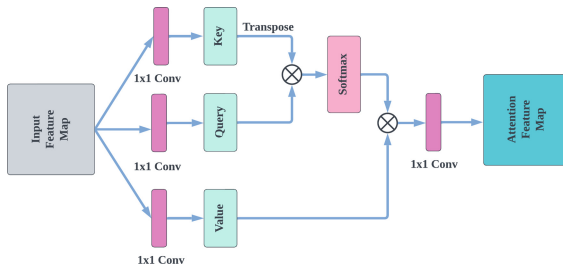 Input
Feature
Map
1x1 Conv
Key
Transpose
1x1 Conv
Query
1x1 Conv
Value
Softmax
1x1 Conv
Attention
Feature
Map